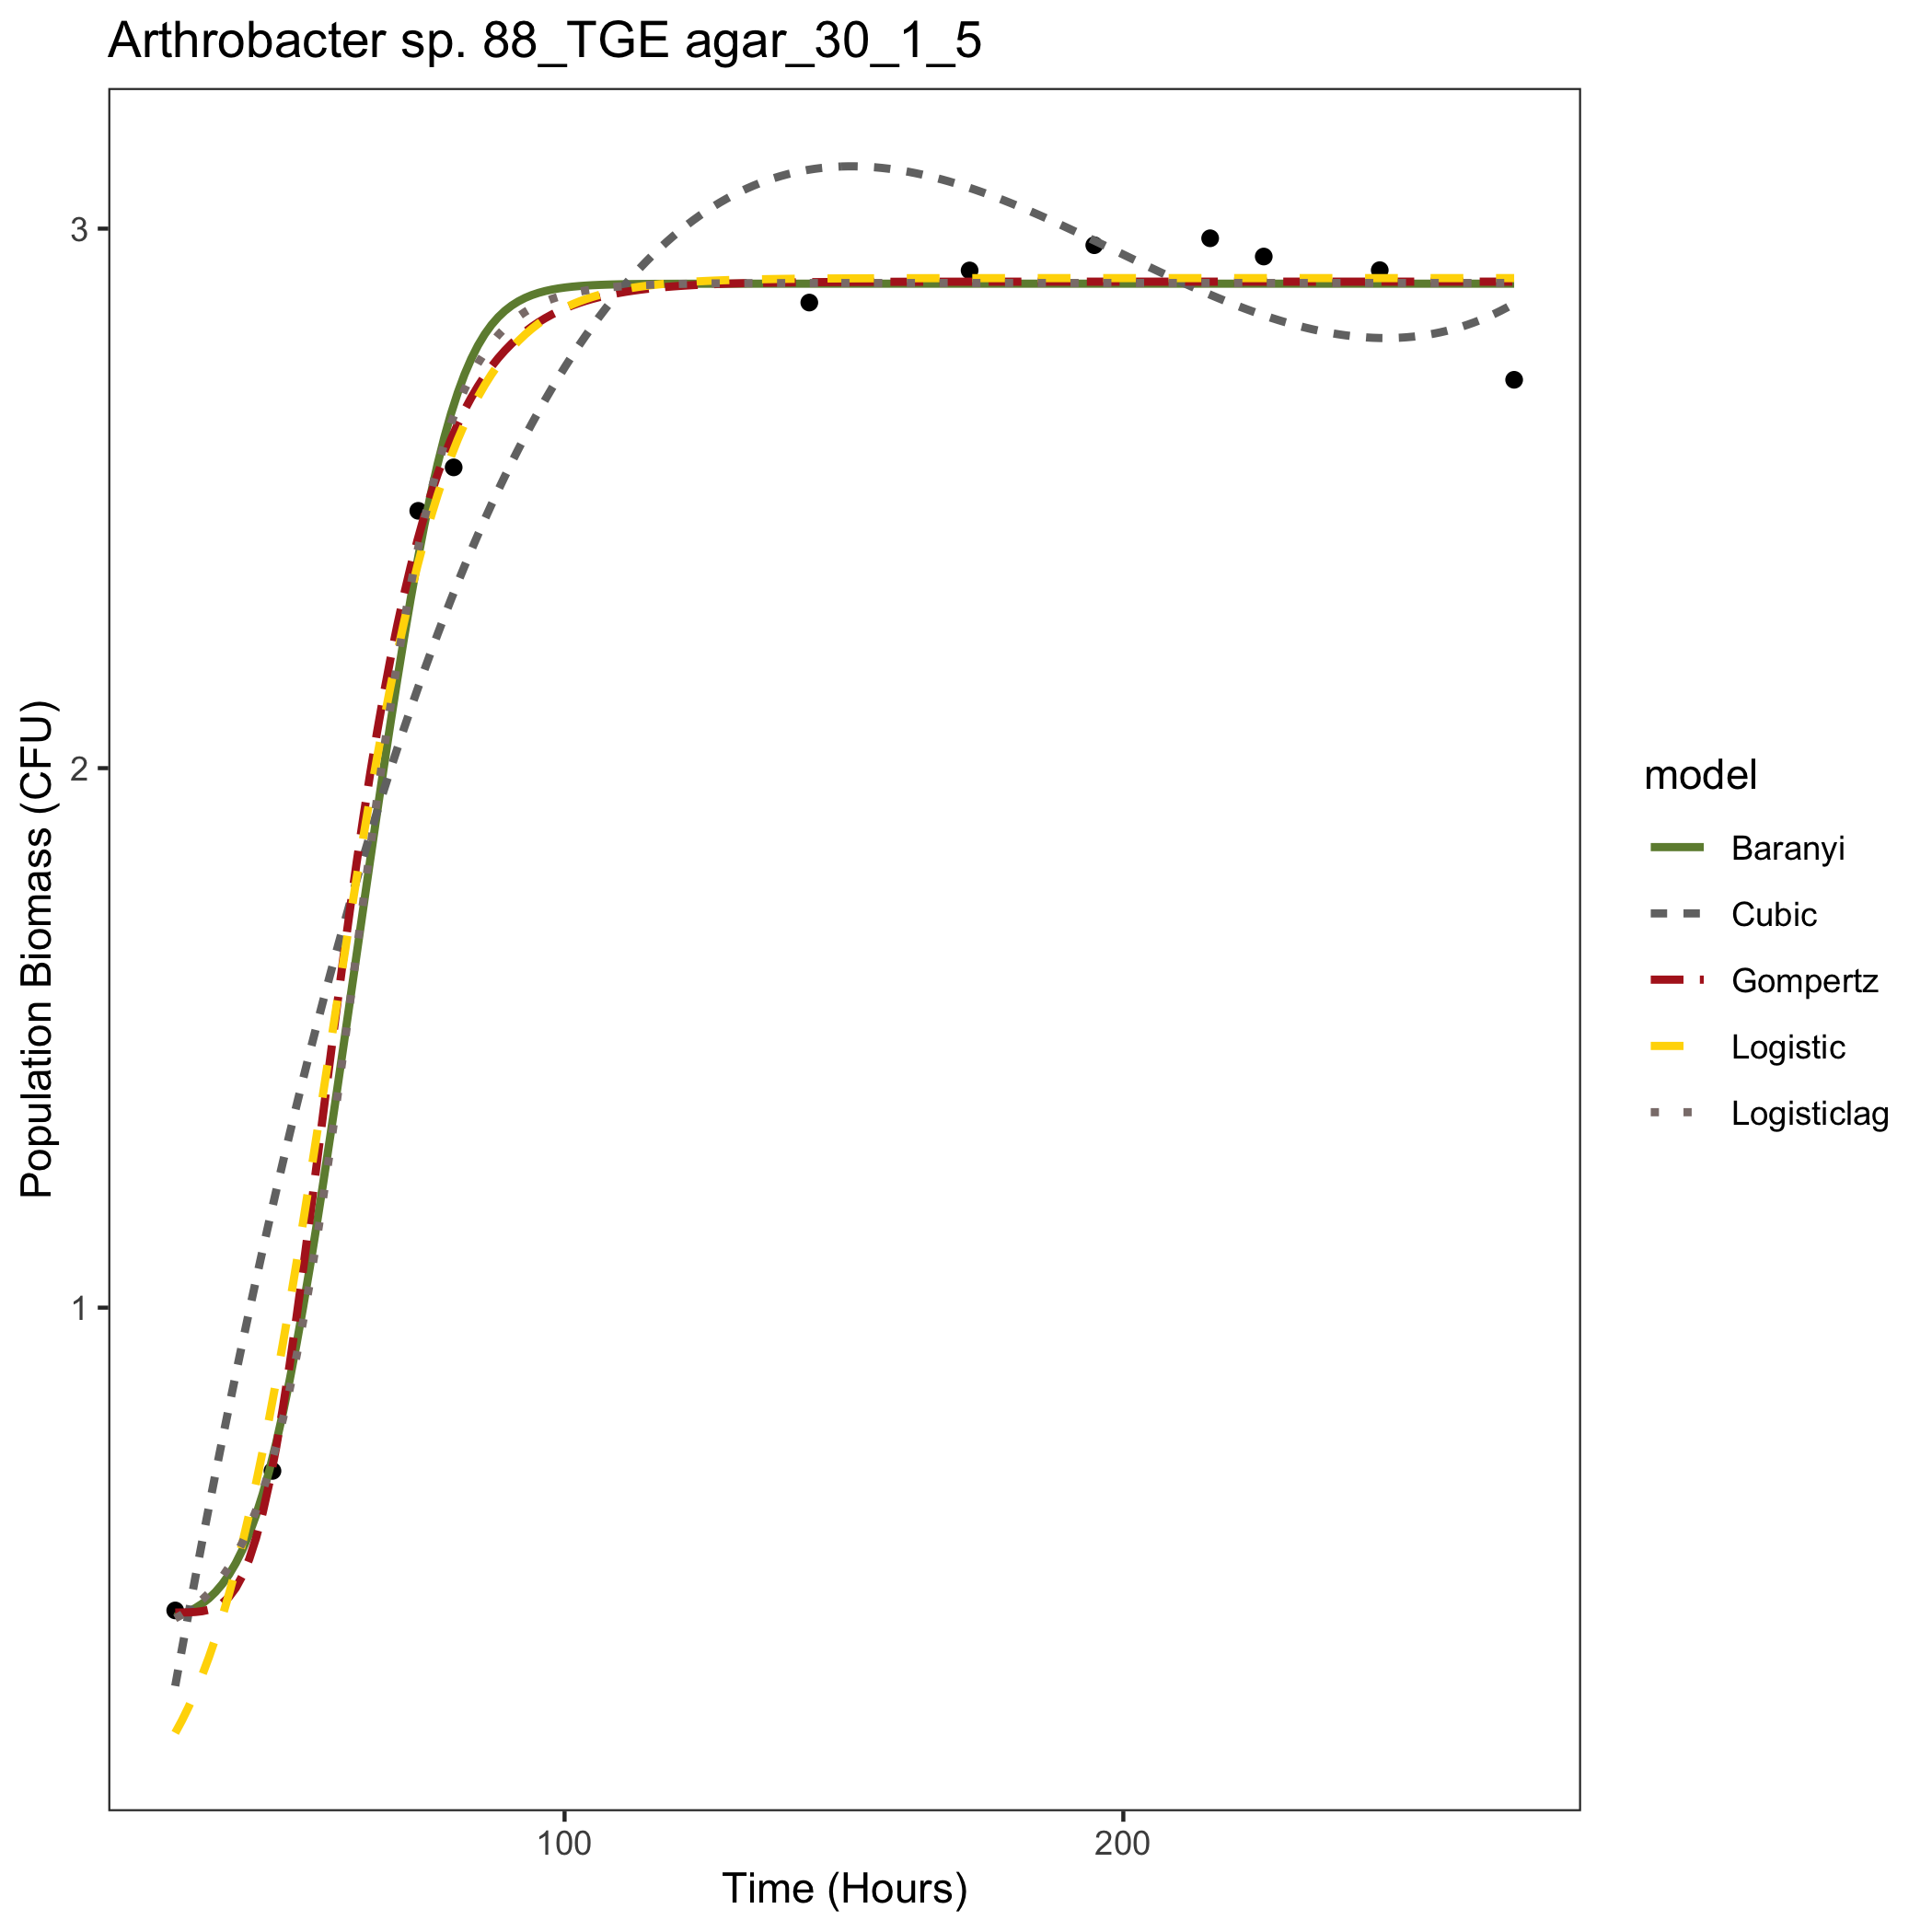 Arthrobacter sp. 88_TGE agar_30_1_5
Population Biomass (CFU)
3
2
1
100
200
Time (Hours)
model
Baranyi
Cubic
Gompertz
Logistic
Logisticlag